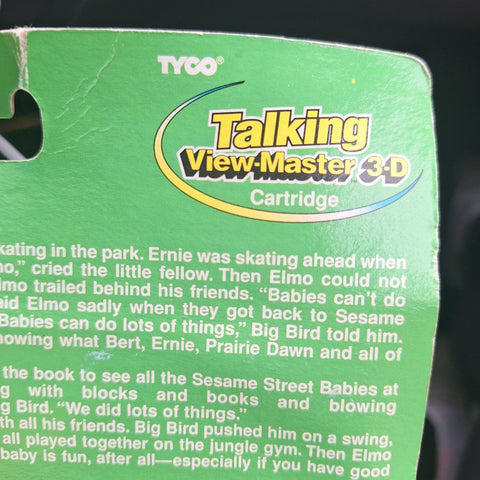 TYCO®
Talking
View-Master 3-D
Cartridge
kating in the park. Ernie was skating ahead when
no,” cried the little fellow. Then Elmo could not
lmo trailed behind his friends. “Babies can’t do
aid Elmo sadly when they got back to Sesame
Babies can do lots of things,” Big Bird told him.
howing what Bert, Ernie, Prairie Dawn and all of
the book to see all the Sesame Street Babies at
g with blocks and books and blowing
g Bird. “We did lots of things.”
th all his friends. Big Bird pushed him on a swing,
all played together on the jungle gym. Then Elmo
baby is fun, after all—especially if you have good